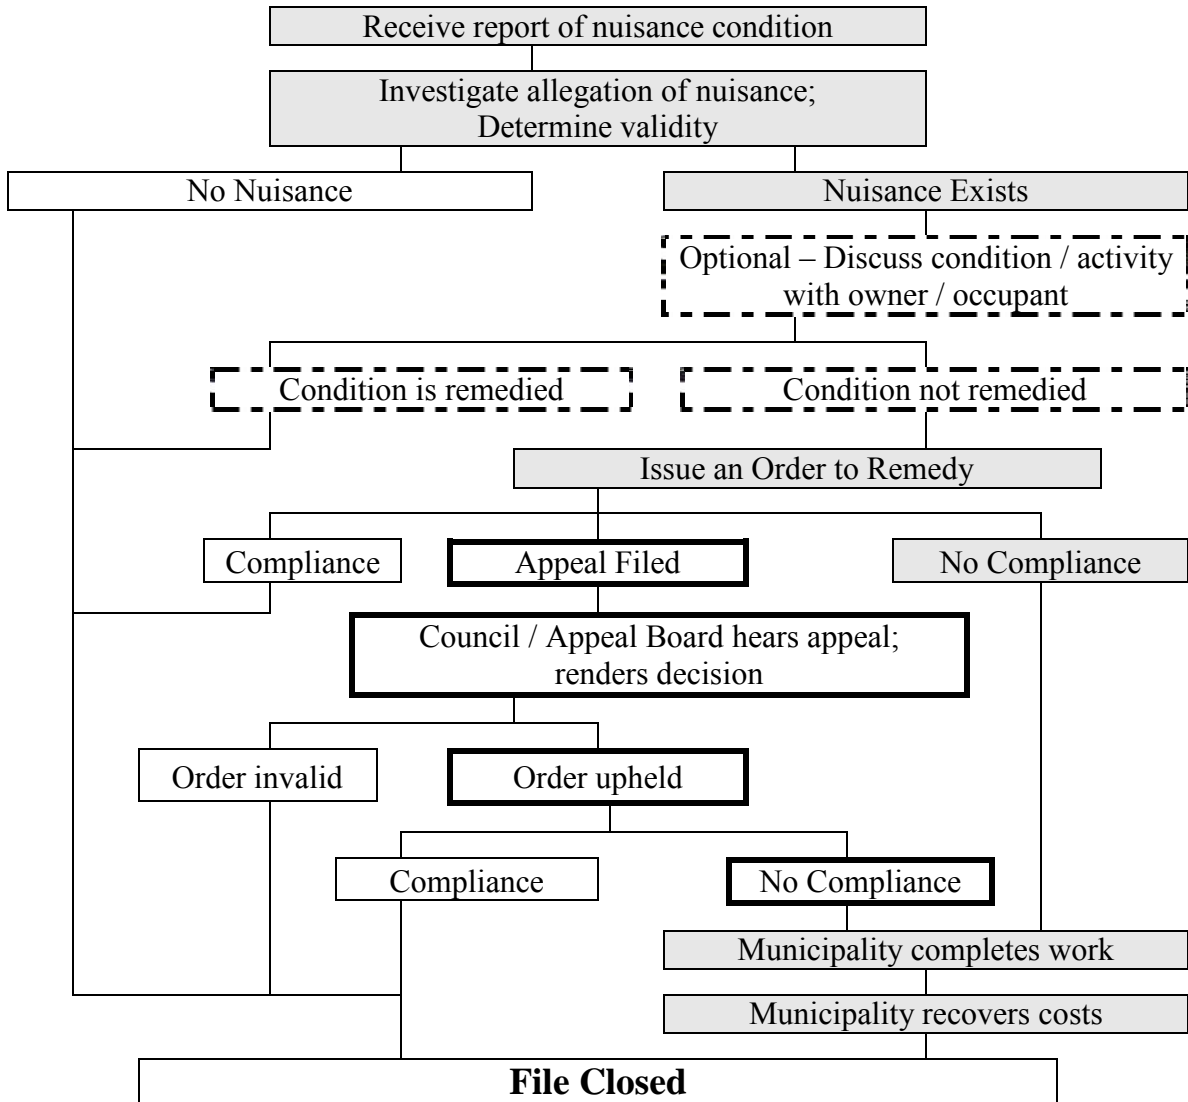 Receive report of nuisance condition
Investigate allegation of nuisance;
Determine validity
No Nuisance
Nuisance Exists
Optional – Discuss condition / activity
with owner / occupant
Condition is remedied
Condition not remedied
Issue an Order to Remedy
Compliance
Appeal Filed
No Compliance
Council / Appeal Board hears appeal;
renders decision
Order invalid
Order upheld
Compliance
No Compliance
Municipality completes work
Municipality recovers costs
File Closed